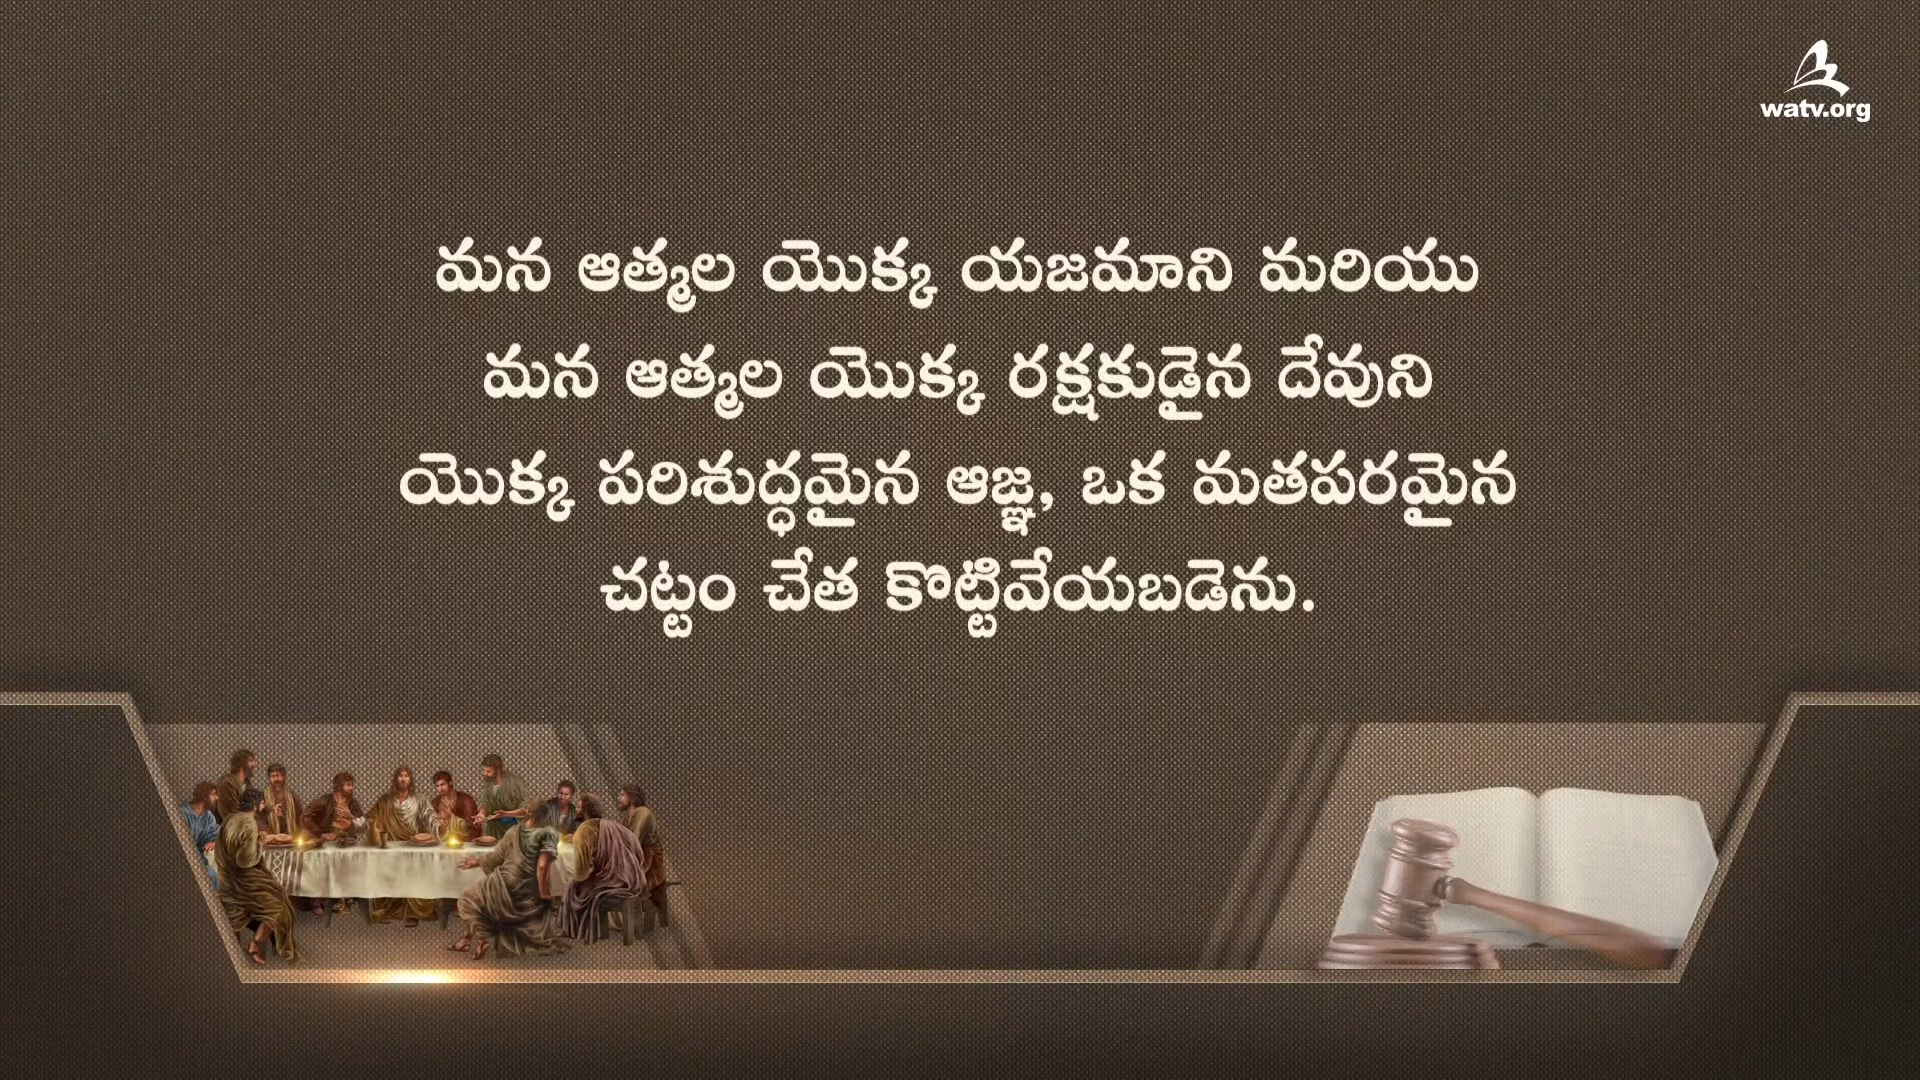 watv.org
మన ఆత్మల యొక్క యజమాని మరియు
మన ఆత్మల యొక్క రక్షకుడైన దేవుని
యొక్క పరిశుద్ధమైన ఆజ్ఞ, ఒక మతపరమైన
చట్టం చేత కొట్టివేయబడెను.